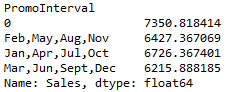 PromoInterval
0                   7350.818414
Feb,May,Aug,Nov     6427.367069
Jan,Apr,Jul,Oct     6726.367401
Mar,Jun,Sept,Dec    6215.888185
Name: Sales, dtype: float64